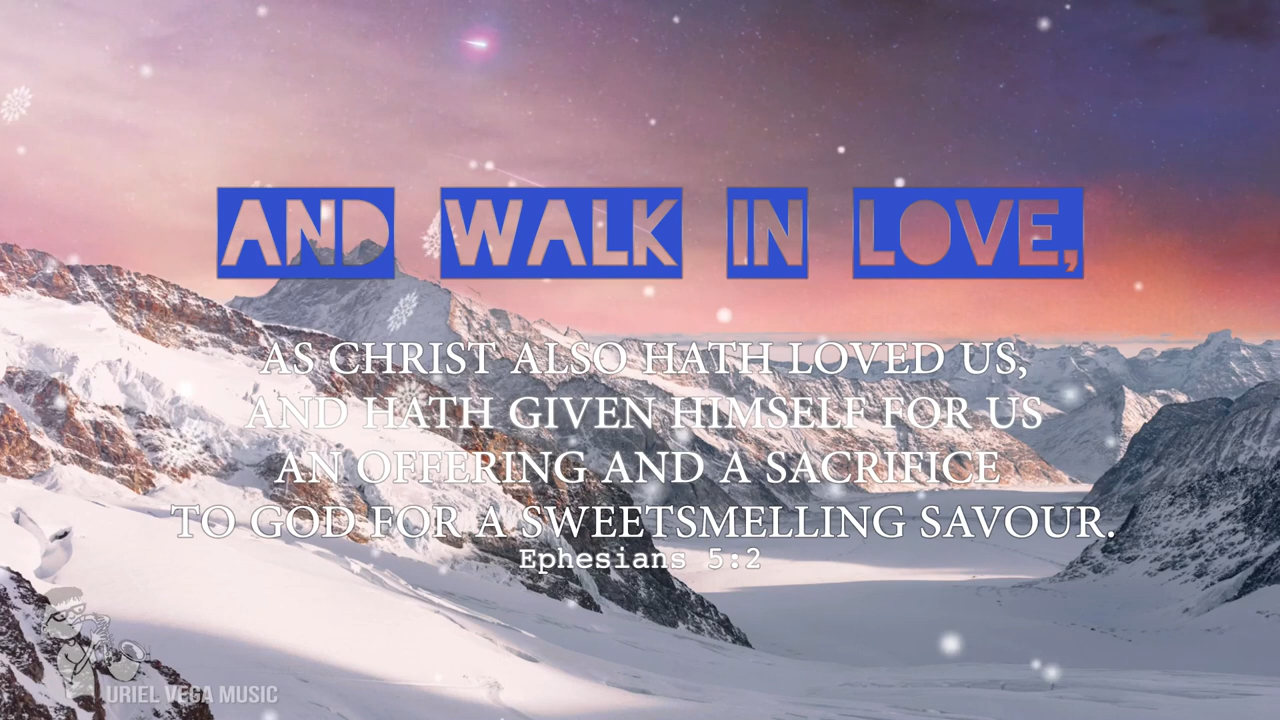 AND WALK IN LOVE,
AS CHRIST ALSO HATH LOVED US,
AND HATH GIVEN HIMSELF FOR US
AN OFFERING AND A SACRIFICE
TO GOD FOR A SWEETSMELLING SAVOUR.
Ephesians 5:2
URIEL VEGA MUSIC